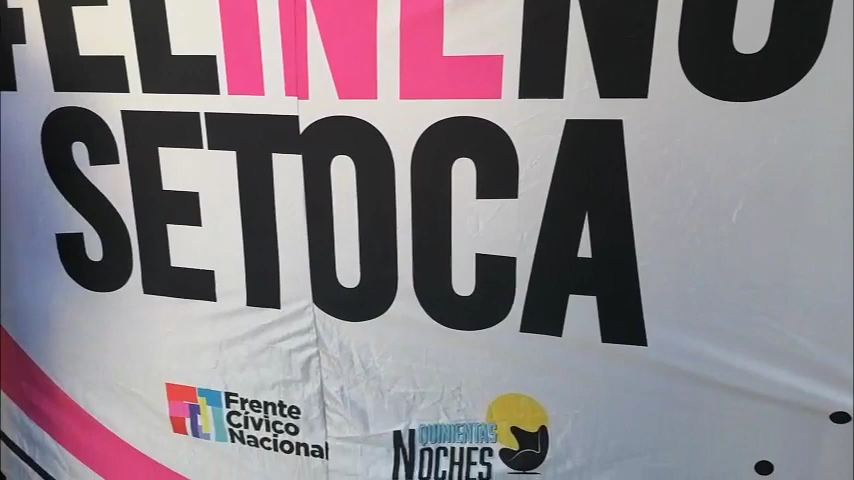 #ELINENO
SETOCA
Frente
Cívico
Nacional
QUINIENTAS
NOCHES